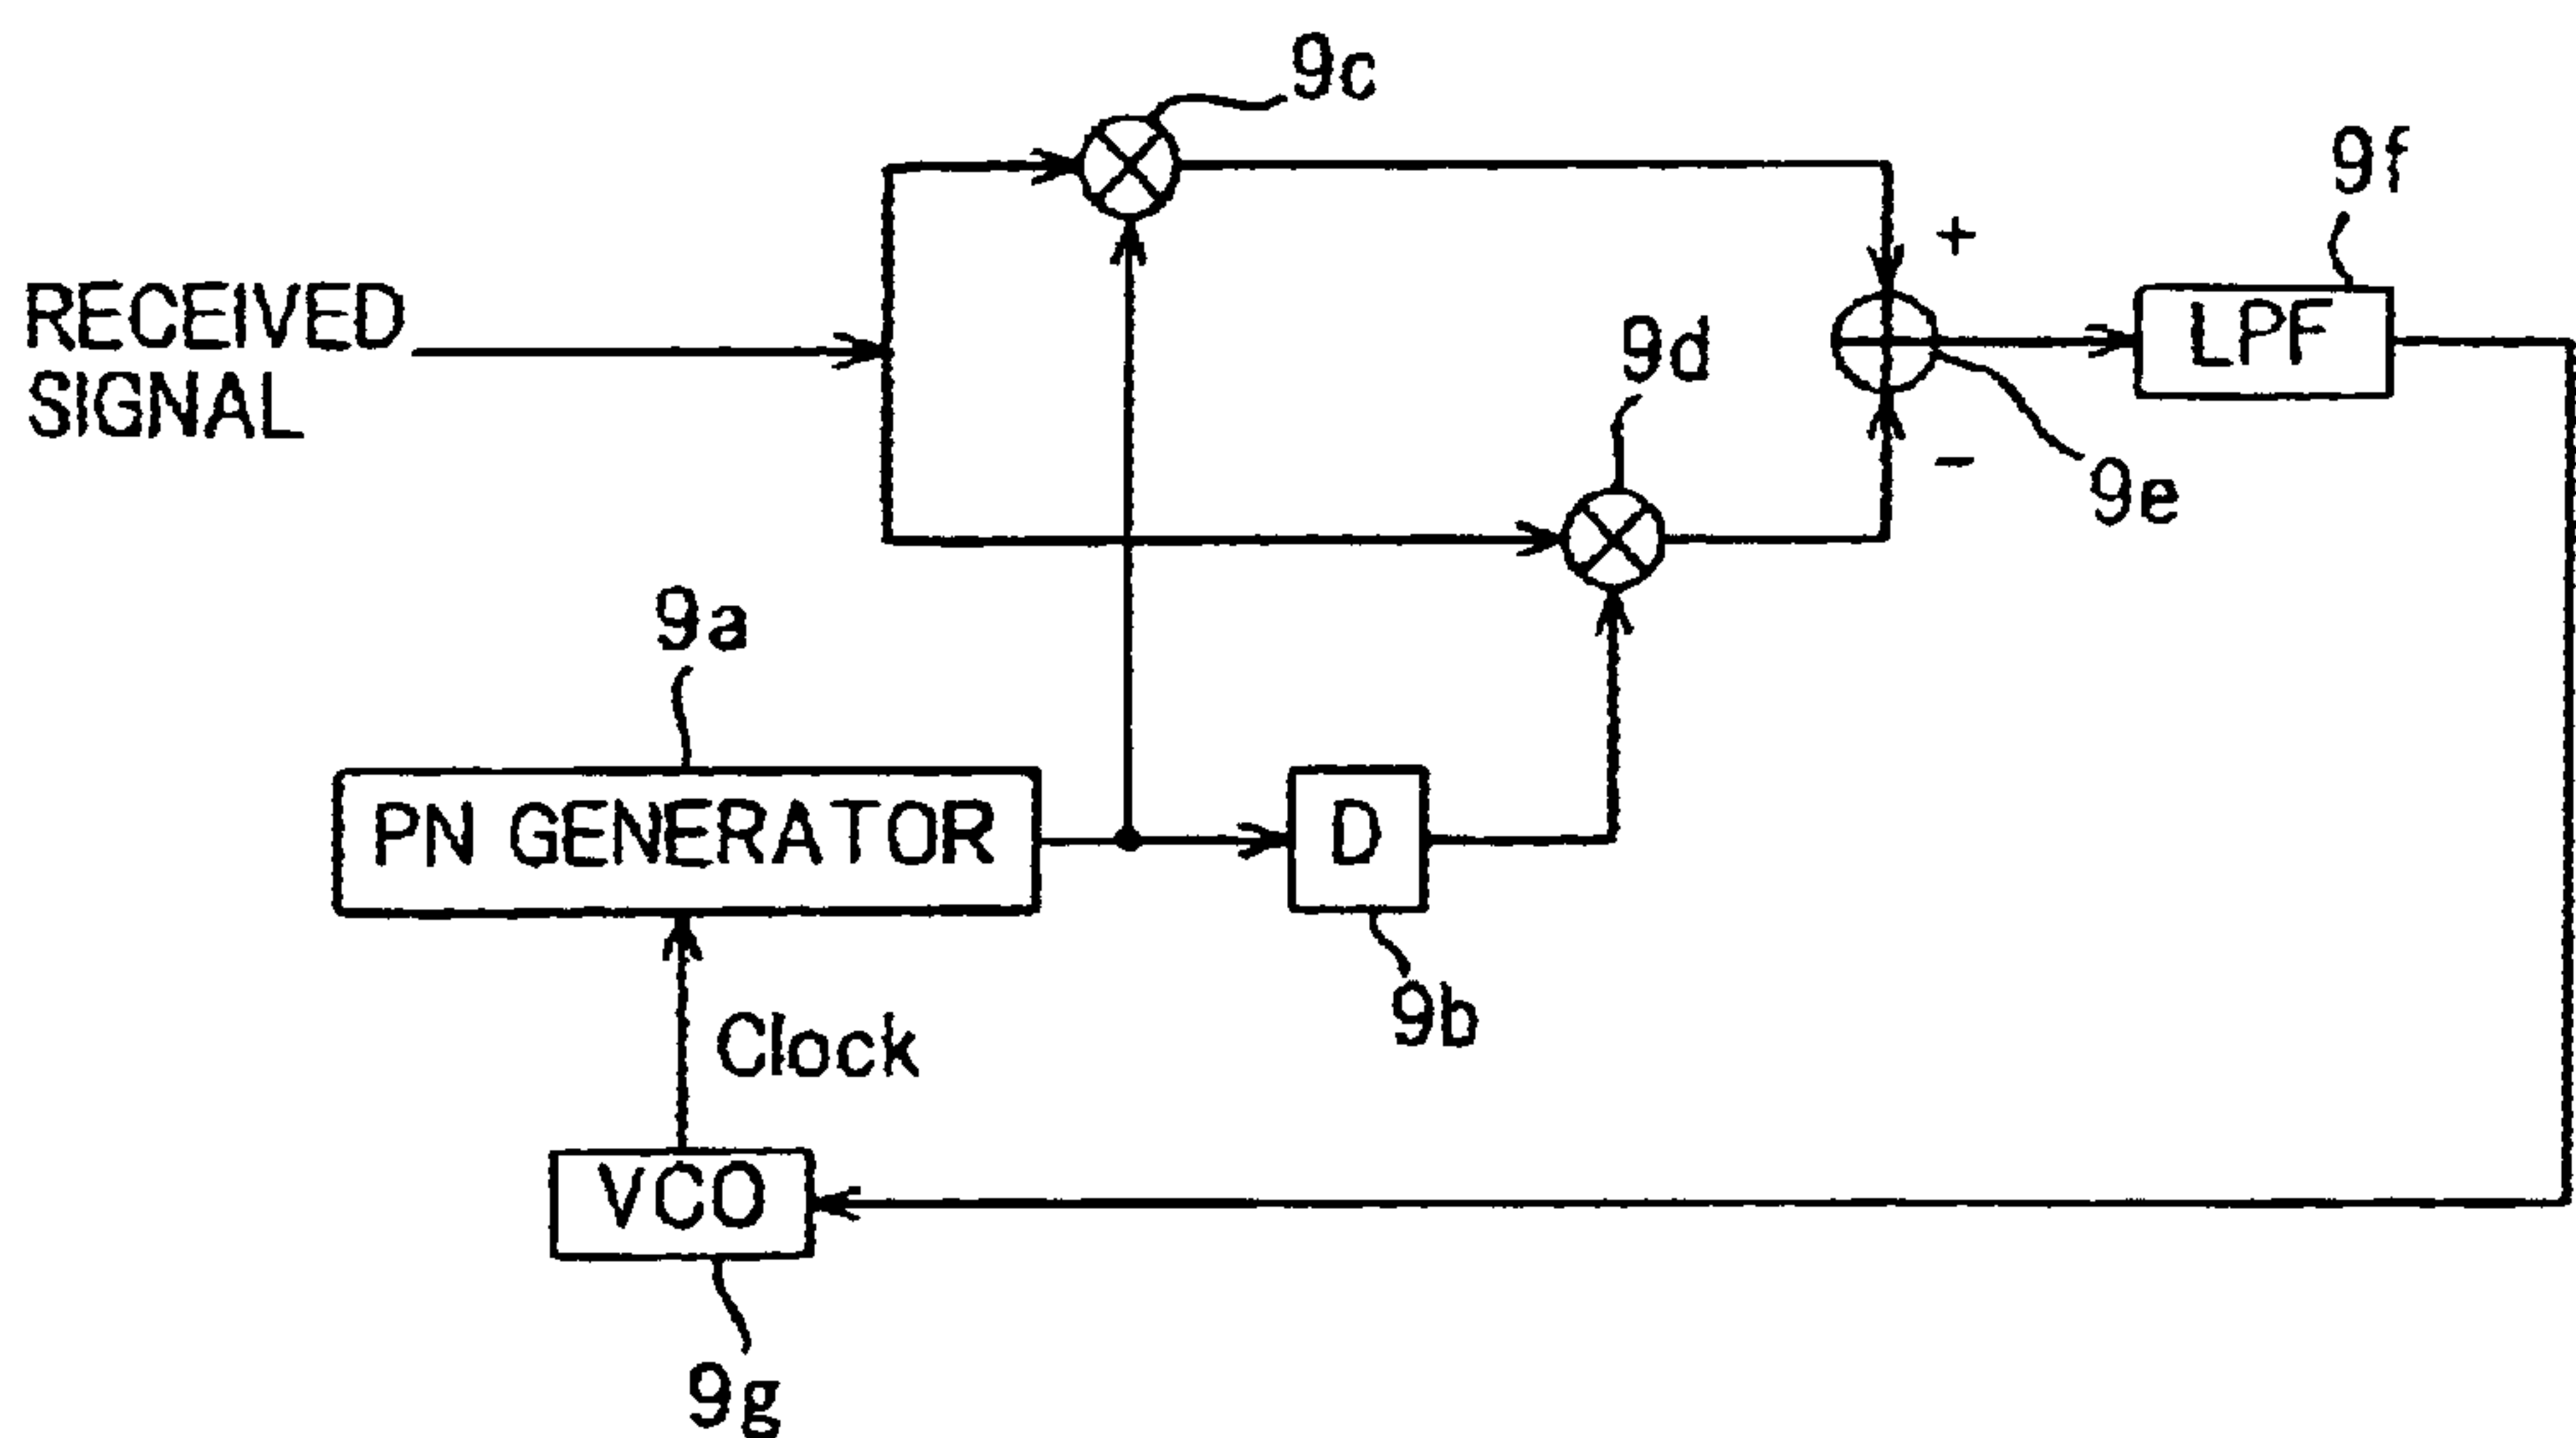 9c
9f
+
RECEIVED
SIGNAL
9d
LPF
−
9e
9a
PN GENERATOR
D
9b
Clock
VCO
9g